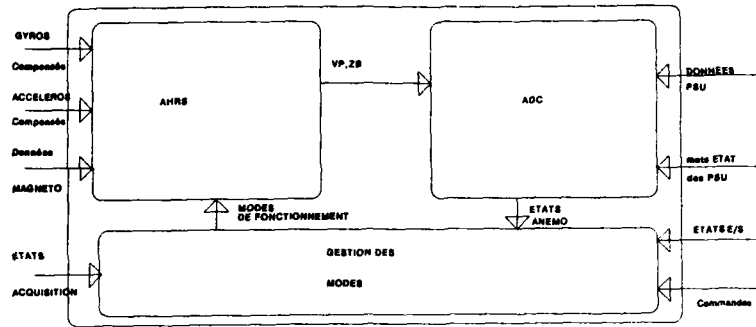 GYROS
Compensés
ACCELEROS
Compensés
Données
MAGNETO
AHRS
VP, ZB
ADC
DONNÉES
PSU
mots ETAT
des PSU
MODES
DE FONCTIONNEMENT
ETATS
ANEMO
ETATS
ACQUISITION
GESTION DES
MODES
ETATS E/S
Commandes